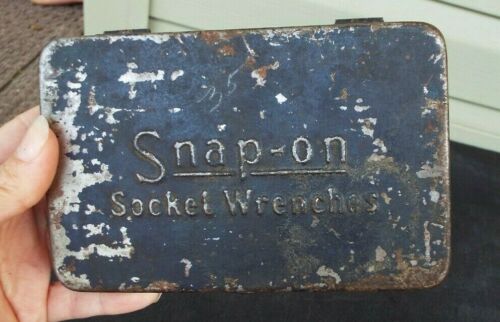 Snap-on
Socket Wrenches